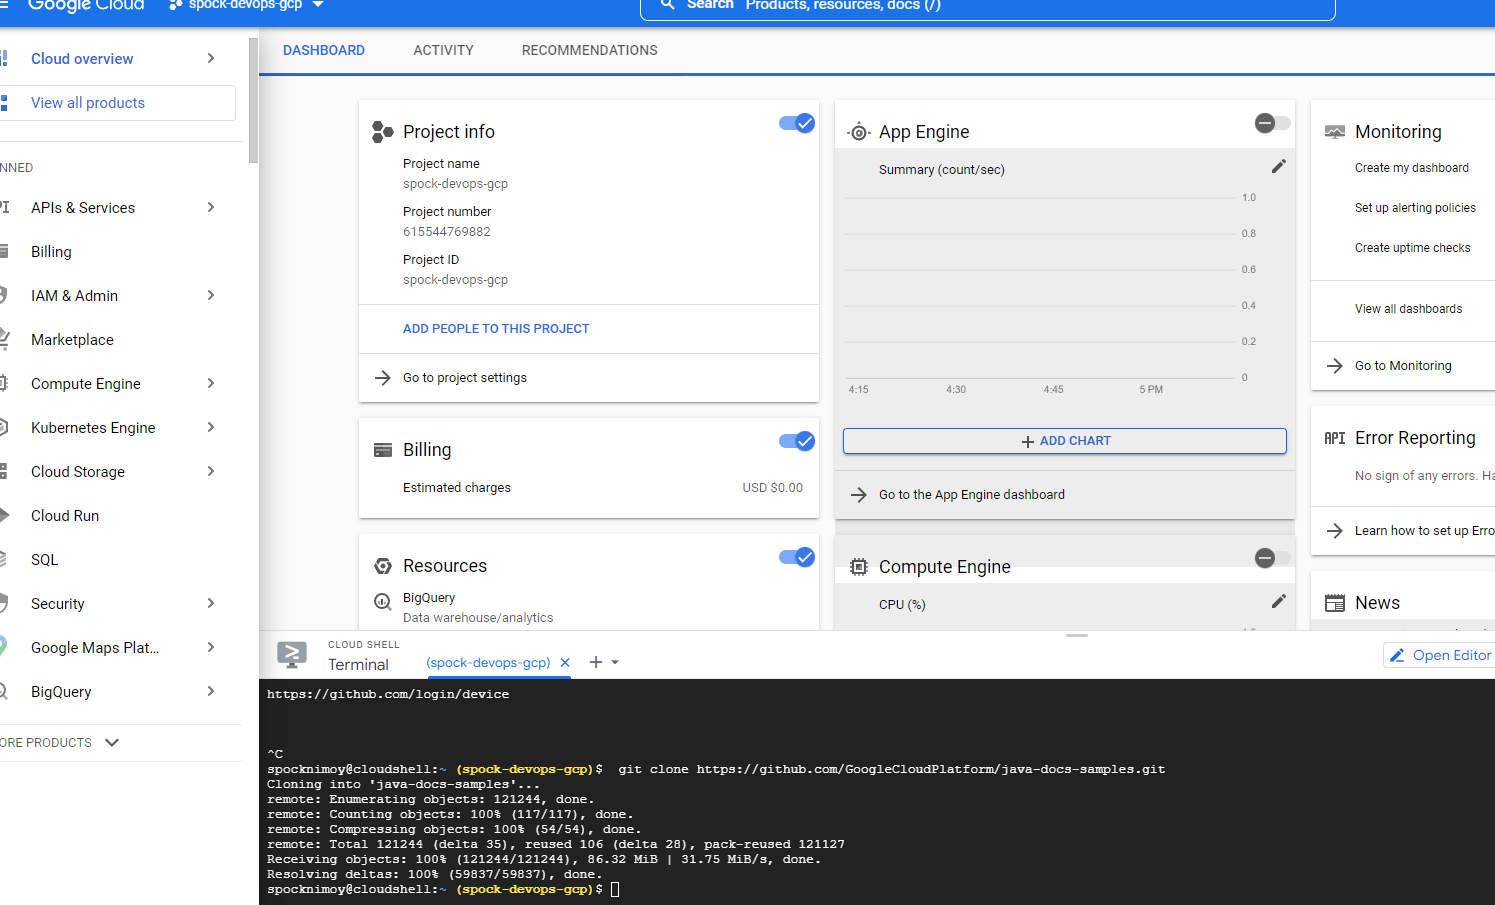 Google Cloud
spock-devops-gcp
Search Products, resources, docs (/)
Cloud overview
View all products
NNED
APIs & Services
Billing
IAM & Admin
Marketplace
Compute Engine
Kubernetes Engine
Cloud Storage
Cloud Run
SQL
Security
Google Maps Plat...
BigQuery
ORE PRODUCTS
DASHBOARD
ACTIVITY
RECOMMENDATIONS
Project info
Project name
spock-devops-gcp
Project number
615544769882
Project ID
spock-devops-gcp
ADD PEOPLE TO THIS PROJECT
Go to project settings
Billing
Estimated charges
USD $0.00
Resources
BigQuery
Data warehouse/analytics
App Engine
Summary (count/sec)
1.0
0.8
0.6
0.4
0.2
0
4:15
4:30
4:45
5 PM
ADD CHART
Go to the App Engine dashboard
Compute Engine
CPU (%)
Monitoring
Create my dashboard
Set up alerting policies
Create uptime checks
View all dashboards
Go to Monitoring
API
Error Reporting
No sign of any errors. Ha
Learn how to set up Erro
News
CLOUD SHELL
Terminal
(spock-devops-gcp)
Open Editor
https://github.com/login/device
^C
spocknimoy@cloudshell:~ (spock-devops-gcp)$ git clone https://github.com/GoogleCloudPlatform/java-docs-samples.git
Cloning into 'java-docs-samples'...
remote: Enumerating objects: 121244, done.
remote: Counting objects: 100% (117/117), done.
remote: Compressing objects: 100% (54/54), done.
remote: Total 121244 (delta 35), reused 106 (delta 28), pack-reused 121127
Receiving objects: 100% (121244/121244), 86.32 MiB | 31.75 MiB/s, done.
Resolving deltas: 100% (59837/59837), done.
spocknimoy@cloudshell:~ (spock-devops-gcp)$